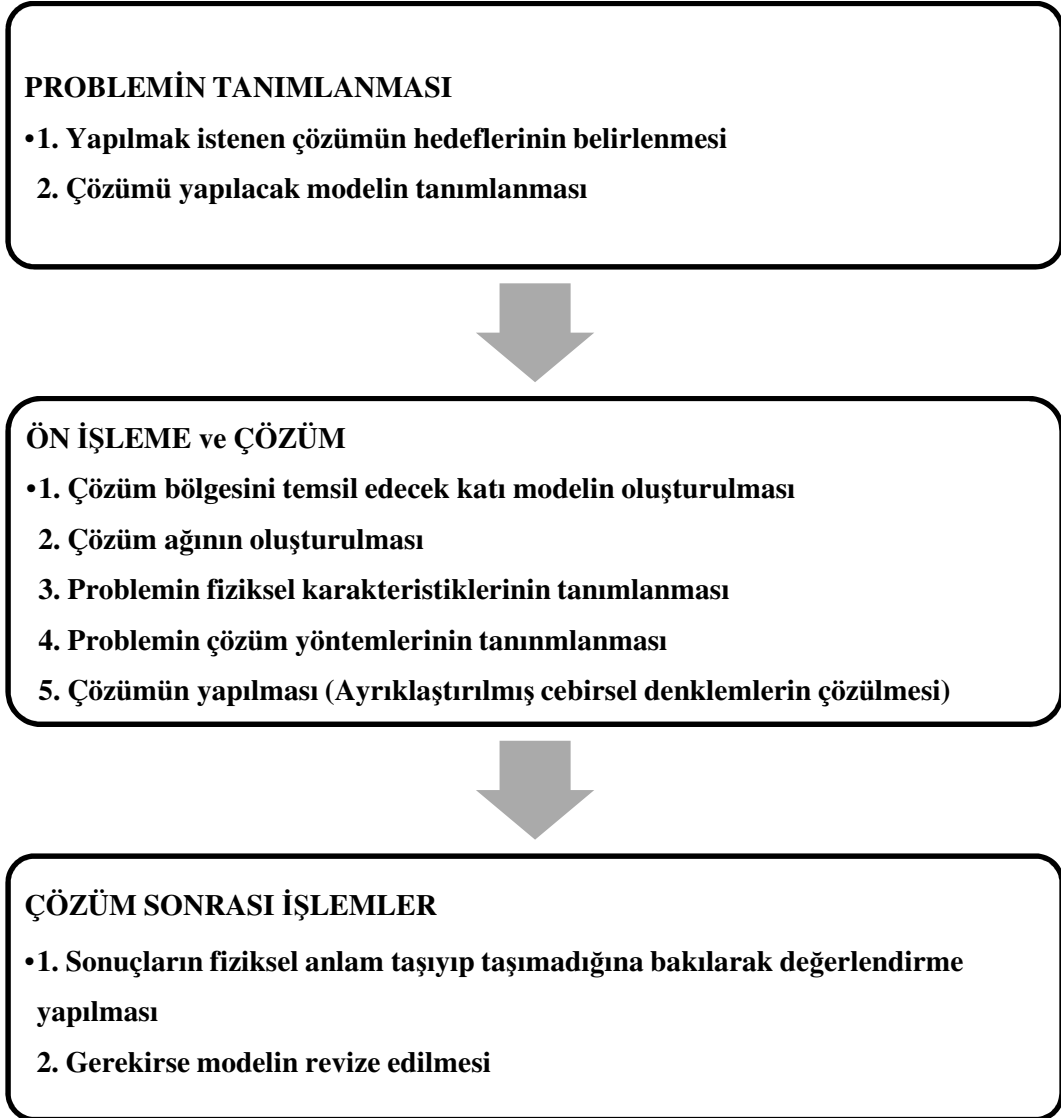 PROBLEMİN TANIMLANMASI
•1. Yapılmak istenen çözümün hedeflerinin belirlenmesi
2. Çözümü yapılacak modelin tanımlanması
ÖN İŞLEME ve ÇÖZÜM
•1. Çözüm bölgesini temsil edecek katı modelin oluşturulması
2. Çözüm ağının oluşturulması
3. Problemin fiziksel karakteristiklerinin tanımlanması
4. Problemin çözüm yöntemlerinin tanınmlanması
5. Çözümün yapılması (Ayrıklaştırılmış cebirsel denklemlerin çözülmesi)
ÇÖZÜM SONRASI İŞLEMLER
•1. Sonuçların fiziksel anlam taşıyıp taşımadığına bakılarak değerlendirme
yapılması
2. Gerekirse modelin revize edilmesi